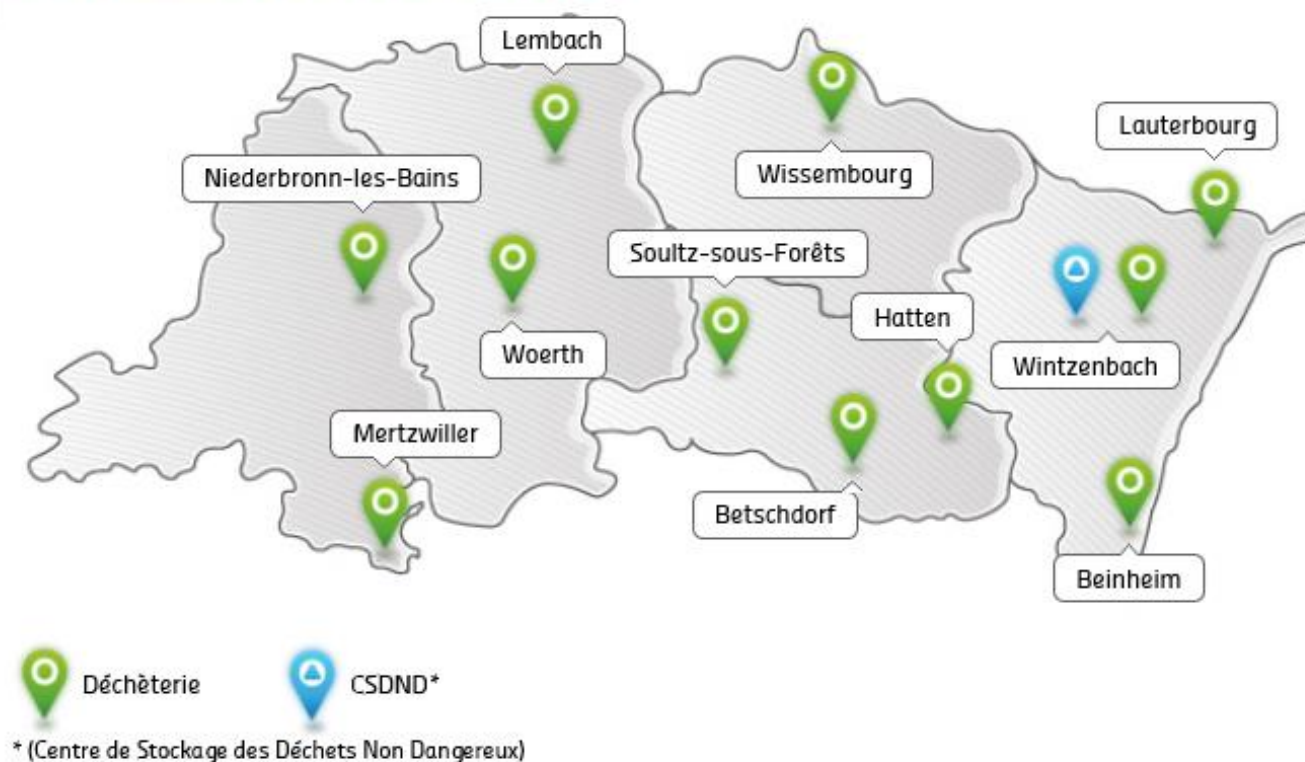 Lembach
Lauterbourg
Niederbronn-les-Bains
Wissembourg
Soultz-sous-Forêts
Hatten
Woerth
Wintzenbach
Mertzwiller
Betschdorf
Beinheim
Déchèterie
CSDND*
* (Centre de Stockage des Déchets Non Dangereux)